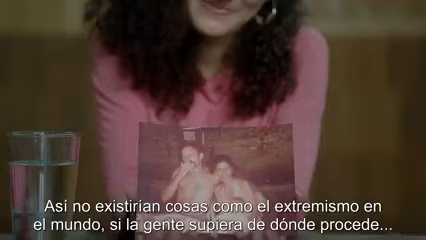 Así no existirían cosas como el extremismo en
el mundo, si la gente supiera de dónde procede...